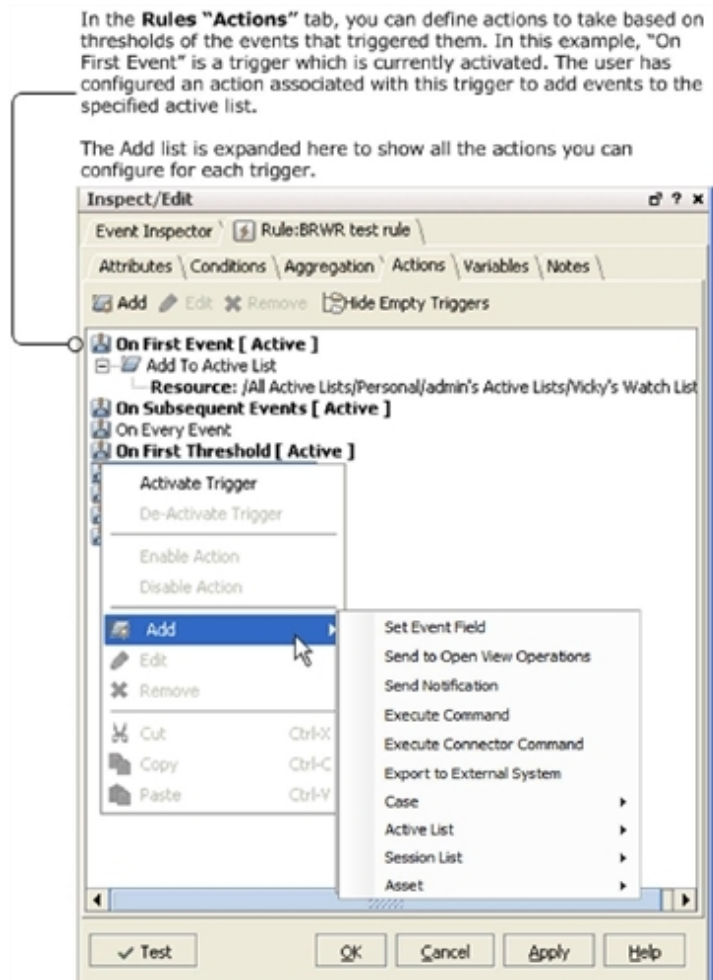 In the Rules “Actions” tab, you can define actions to take based on
thresholds of the events that triggered them. In this example, “On
First Event” is a trigger which is currently activated. The user has
configured an action associated with this trigger to add events to the
specified active list.
The Add list is expanded here to show all the actions you can
configure for each trigger.
Inspect/Edit
Event Inspector Rule:BRWR test rule
Attributes Conditions Aggregation Actions Variables Notes
Add Edit Remove Hide Empty Triggers
On First Event [ Active ]
Add To Active List
Resource: /All Active Lists/Personal/admin's Active Lists/Vicky's Watch List
On Subsequent Events [ Active ]
On Every Event
On First Threshold [ Active ]
Activate Trigger
De-Activate Trigger
Enable Action
Disable Action
Add
Edit
Remove
Cut Ctrl-X
Copy Ctrl-C
Paste Ctrl-V
Set Event Field
Send to Open View Operations
Send Notification
Execute Command
Execute Connector Command
Export to External System
Case
Active List
Session List
Asset
Test OK Cancel Apply Help